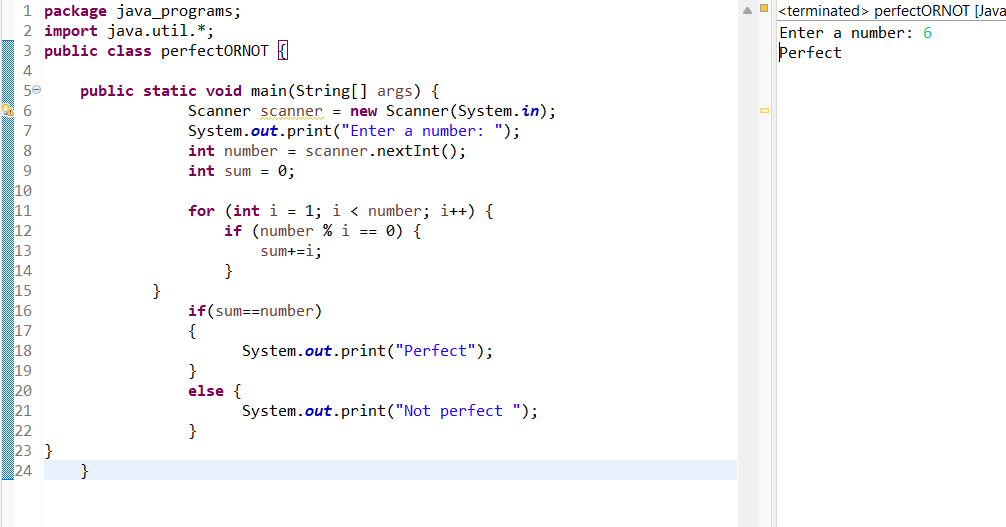 1 package java_programs;
2 import java.util.*;
3 public class perfectORNOT {
4
5 public static void main(String[] args) {
6 Scanner scanner = new Scanner(System.in);
7 System.out.print("Enter a number: ");
8 int number = scanner.nextInt();
9 int sum = 0;
10
11 for (int i = 1; i < number; i++) {
12 if (number % i == 0) {
13 sum+=i;
14 }
15 }
16 if(sum==number)
17 {
18 System.out.print("Perfect");
19 }
20 else {
21 System.out.print("Not perfect ");
22 }
23 }
24 }
<terminated> perfectORNOT [Java
Enter a number: 6
Perfect